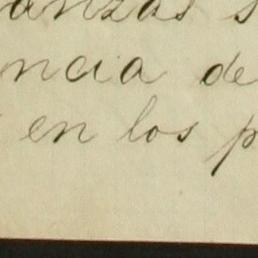 anzas s
ncia de
en los p